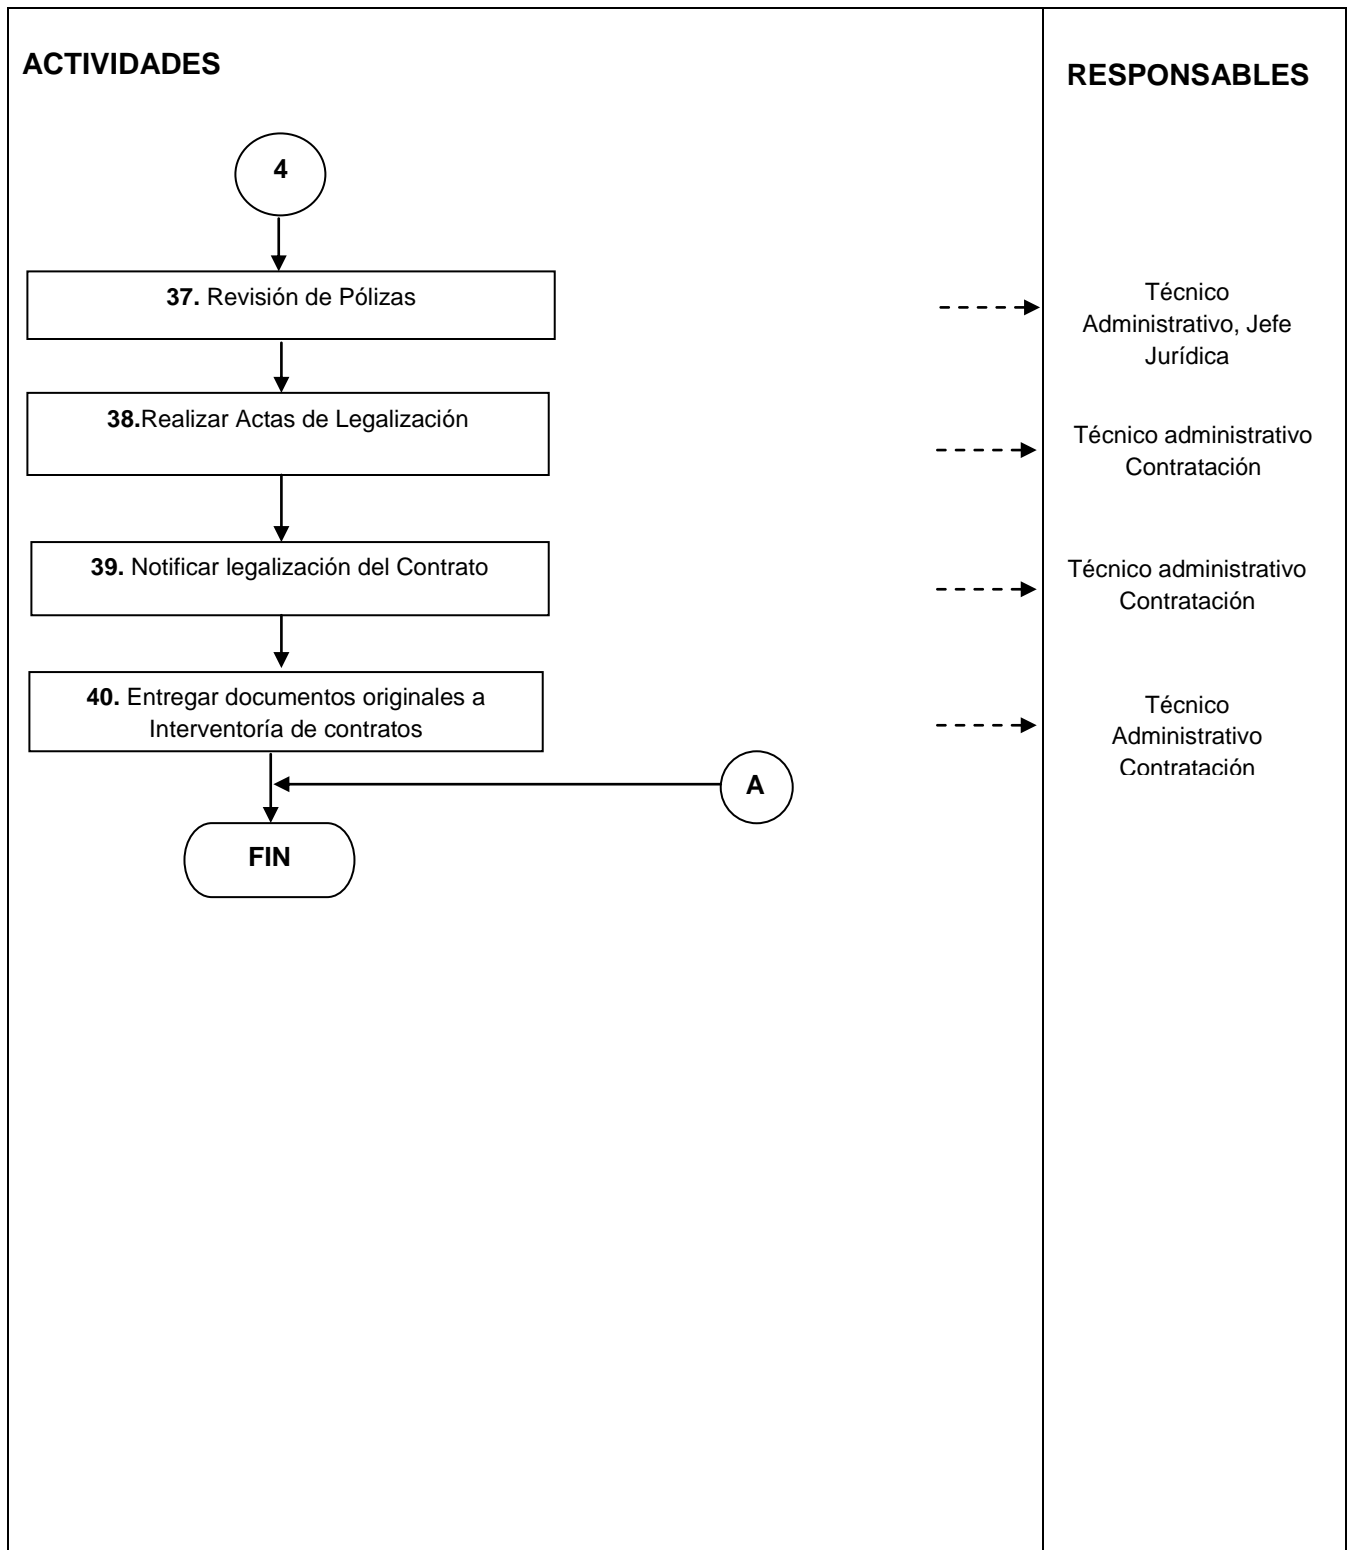 ACTIVIDADES
RESPONSABLES
4
37. Revisión de Pólizas
Técnico
Administrativo, Jefe
Jurídica
38.Realizar Actas de Legalización
Técnico administrativo
Contratación
39. Notificar legalización del Contrato
Técnico administrativo
Contratación
40. Entregar documentos originales a
Interventoría de contratos
Técnico
Administrativo
Contratación
A
FIN